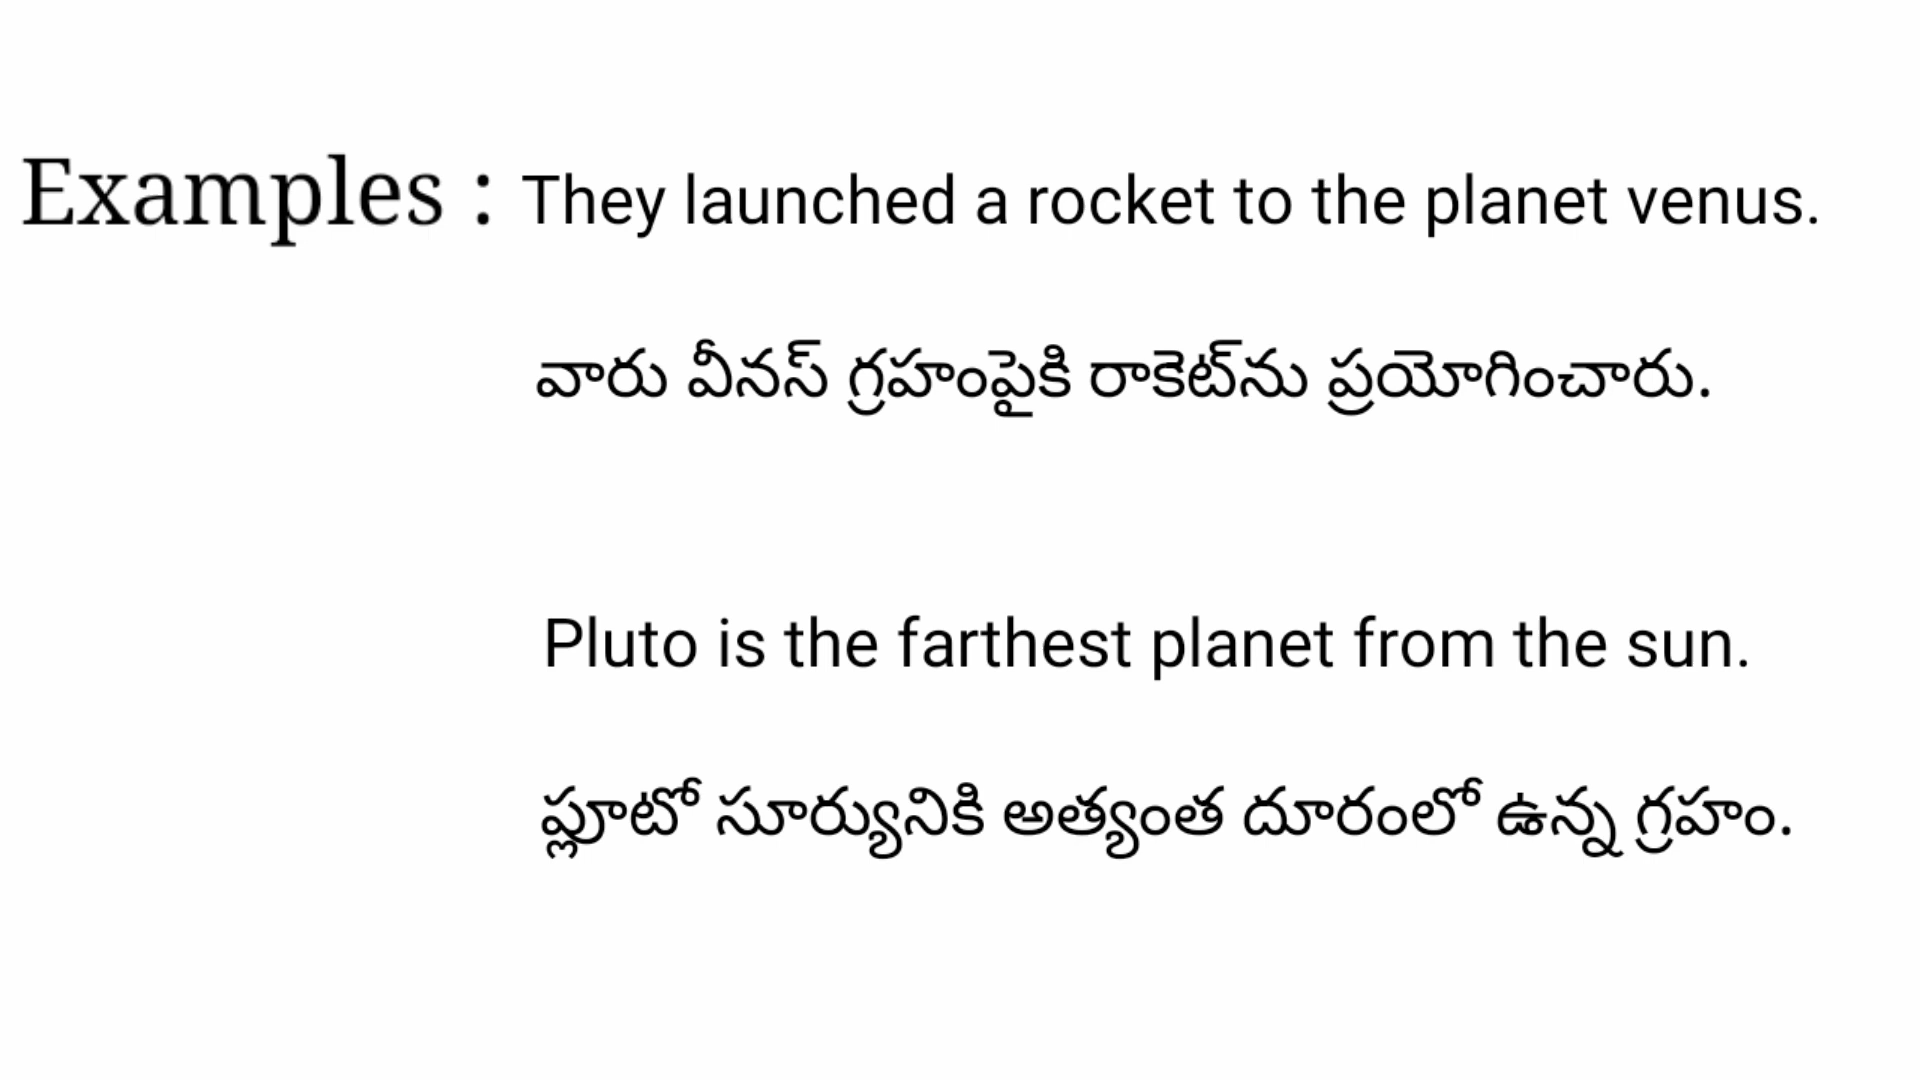 Examples : They launched a rocket to the planet venus.
వారు వీనస్ గ్రహంపైకి రాకెట్‌ను ప్రయోగించారు.
Pluto is the farthest planet from the sun.
ప్లూటో సూర్యునికి అత్యంత దూరంలో ఉన్న గ్రహం.